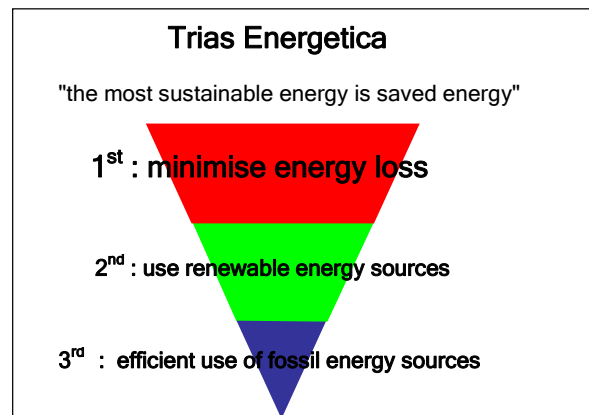 Trias Energetica
"the most sustainable energy is saved energy"
1st : minimise energy loss
2nd : use renewable energy sources
3rd : efficient use of fossil energy sources